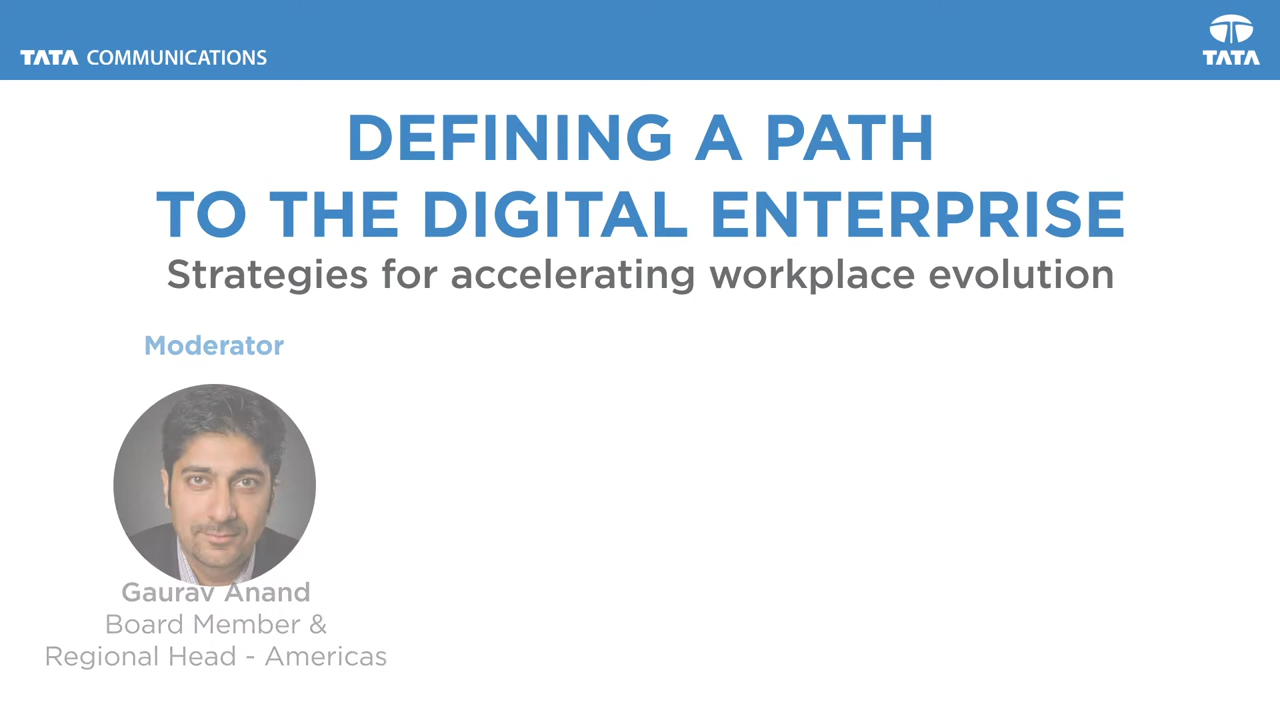 TATA COMMUNICATIONS
TATA
DEFINING A PATH
TO THE DIGITAL ENTERPRISE
Strategies for accelerating workplace evolution
Moderator
Gaurav Anand
Board Member &
Regional Head - Americas